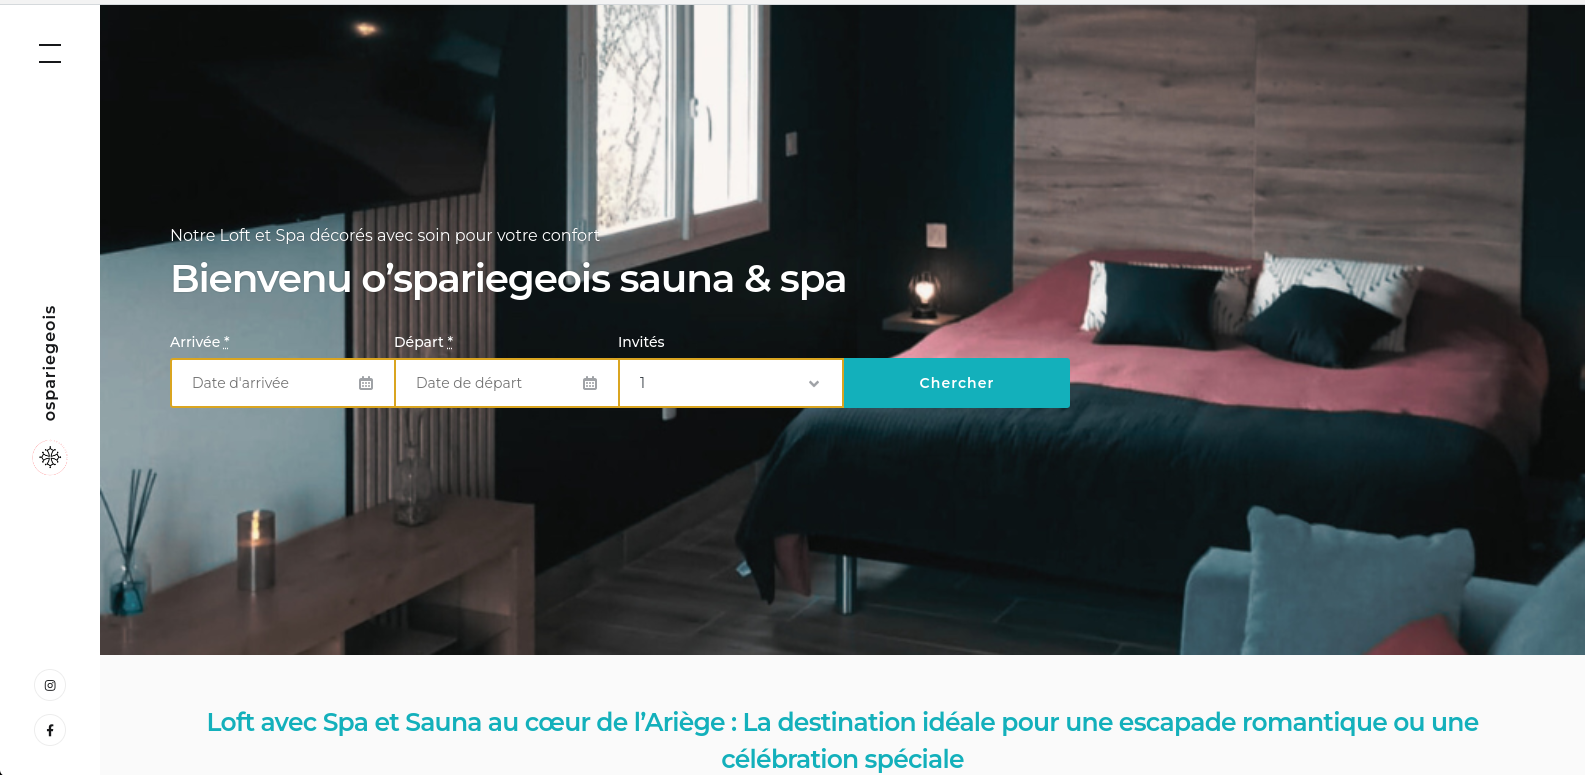 ospariegeois
Notre Loft et Spa décorés avec soin pour votre confort
Bienvenu o’spariegeois sauna & spa
Arrivée * Départ * Invités
Date d'arrivée Date de départ 1 Chercher
Loft avec Spa et Sauna au cœur de l’Ariège : La destination idéale pour une escapade romantique ou une
célébration spéciale